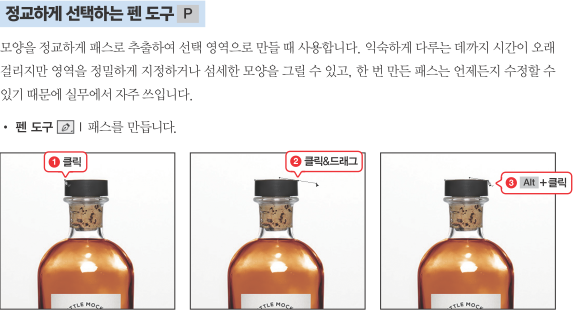 정교하게 선택하는 펜 도구 P
모양을 정교하게 패스로 추출하여 선택 영역으로 만들 때 사용합니다. 익숙하게 다루는 데까지 시간이 오래
걸리지만 영역을 정밀하게 지정하거나 섬세한 모양을 그릴 수 있고, 한 번 만든 패스는 언제든지 수정할 수
있기 때문에 실무에서 자주 쓰입니다.
• 펜 도구 | 패스를 만듭니다.
1 클릭
2 클릭&드래그
3 Alt +클릭
TTLE MOCK
TTLE MOCK
TTLE MOCK